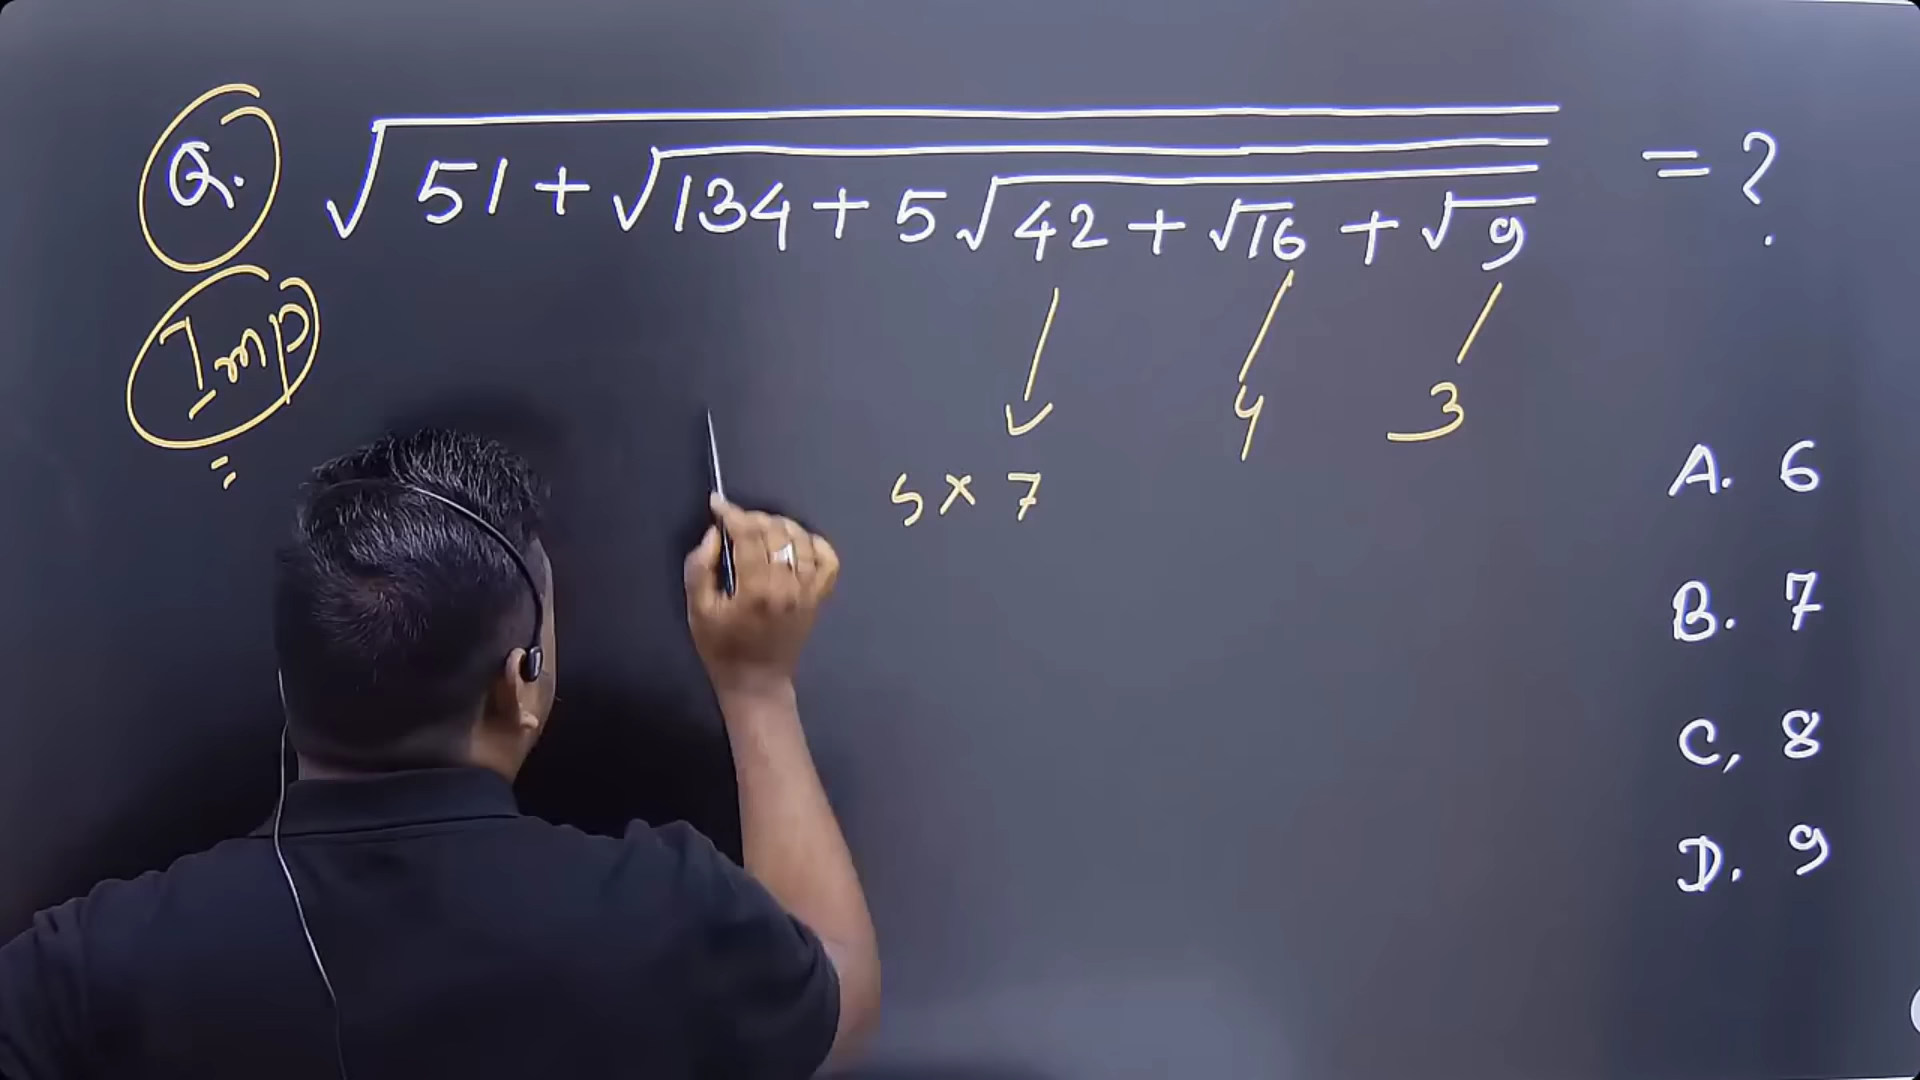 Q. √51 + √134 + 5√42 + √16 + √9 = ?
Imp
4 3
5 × 7
A. 6
B. 7
C, 8
D. 9